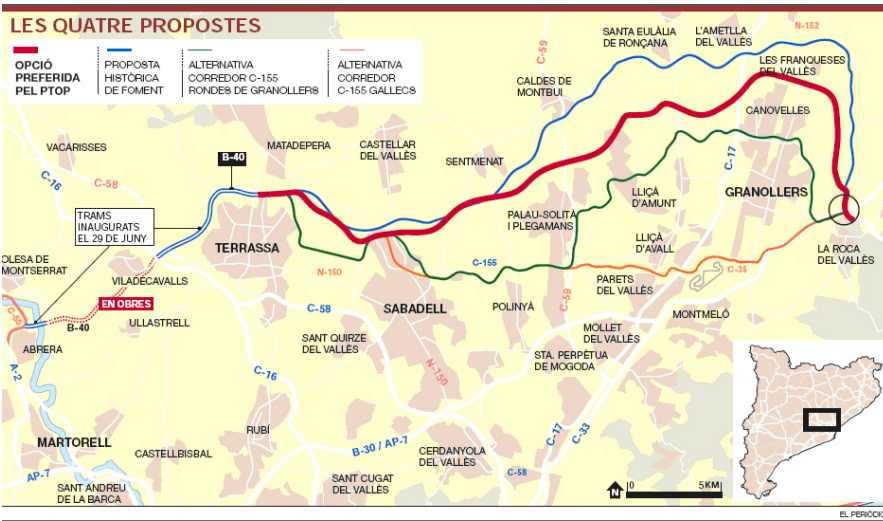 LES QUATRE PROPOSTES
OPCIÓ
PREFERIDA
PEL PTOP
PROPOSTA
HISTÒRICA
DE FOMENT
ALTERNATIVA
CORREDOR C-155
RONDES DE GRANOLLERS
ALTERNATIVA
CORREDOR
C-155 GALLECS
N-152
SANTA EULÀLIA
DE RONÇANA
L'AMETLLA
DEL VALLÈS
C-59
LES FRANQUESES
DEL VALLÈS
CALDES DE
MONTBUI
CANOVELLES
VACARISSES
MATADEPERA
CASTELLAR
DEL VALLÈS
B-40
SENTMENAT
C-17
C-16
C-58
LLIÇÀ
D'AMUNT
GRANOLLERS
TRAMS
INAUGURATS
EL 29 DE JUNY
PALAU-SOLITÀ
I PLEGAMANS
TERRASSA
LLIÇÀ
D'AVALL
LA ROCA
DEL VALLÈS
OLESA DE
MONTSERRAT
N-150
C-155
C-35
VILADECAVALLS
PARETS
DEL VALLÈS
EN OBRES
C-58
SABADELL
POLINYÀ
C-59
MONTMELÓ
C-55
B-40
ULLASTRELL
ABRERA
SANT QUIRZE
DEL VALLÈS
MOLLET
DEL VALLÈS
STA. PERPÈTUA
DE MOGODA
A-2
C-16
N-150
RUBÍ
MARTORELL
CASTELLBISBAL
B-30 / AP-7
C-17
C-33
CERDANYOLA
DEL VALLÈS
AP-7
SANT ANDREU
DE LA BARCA
SANT CUGAT
DEL VALLÈS
C-58
N
0
5KM
EL PERIÓDIC